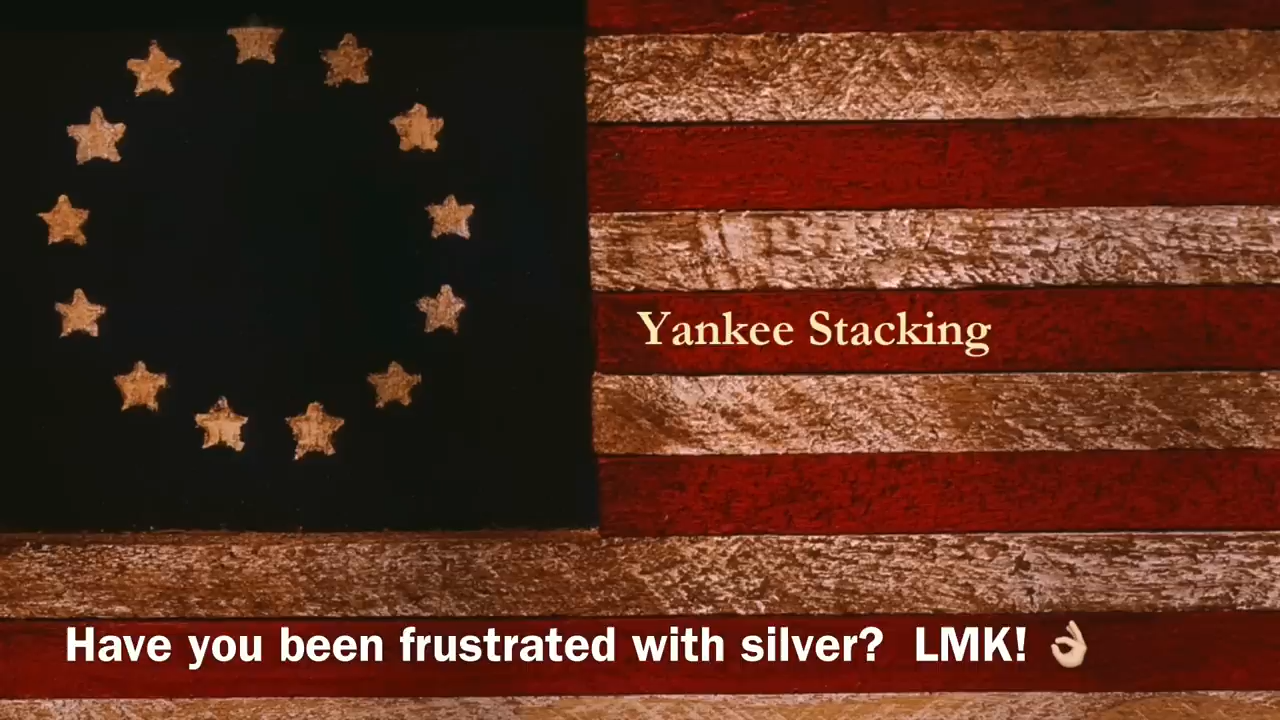 Yankee Stacking
Have you been frustrated with silver? LMK! 👌🏼